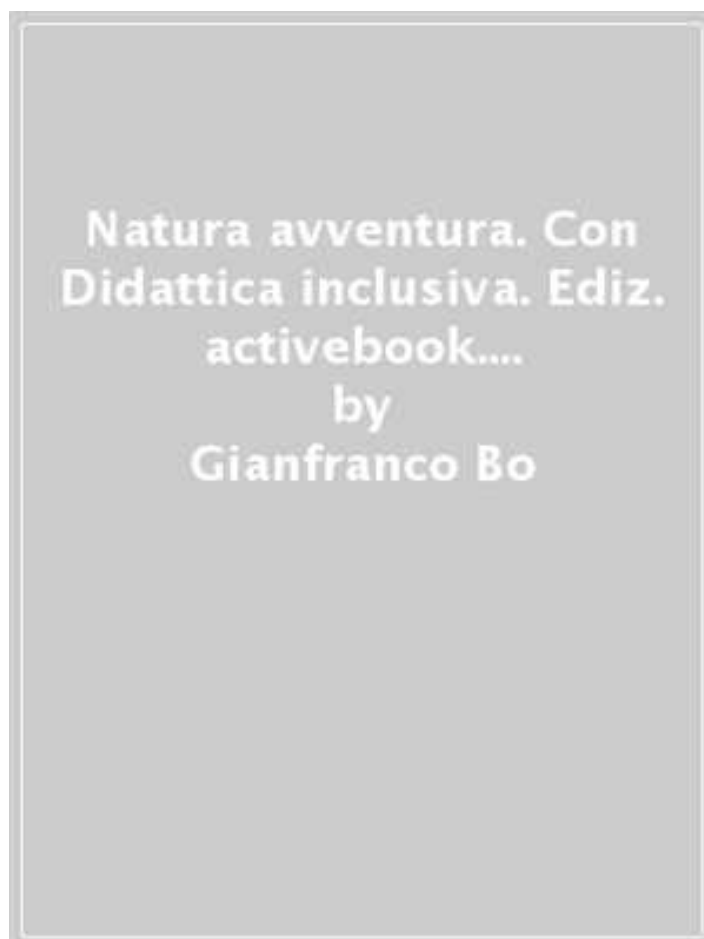 Natura avventura. Con
Didattica inclusiva. Ediz.
activebook....
by
Gianfranco Bo